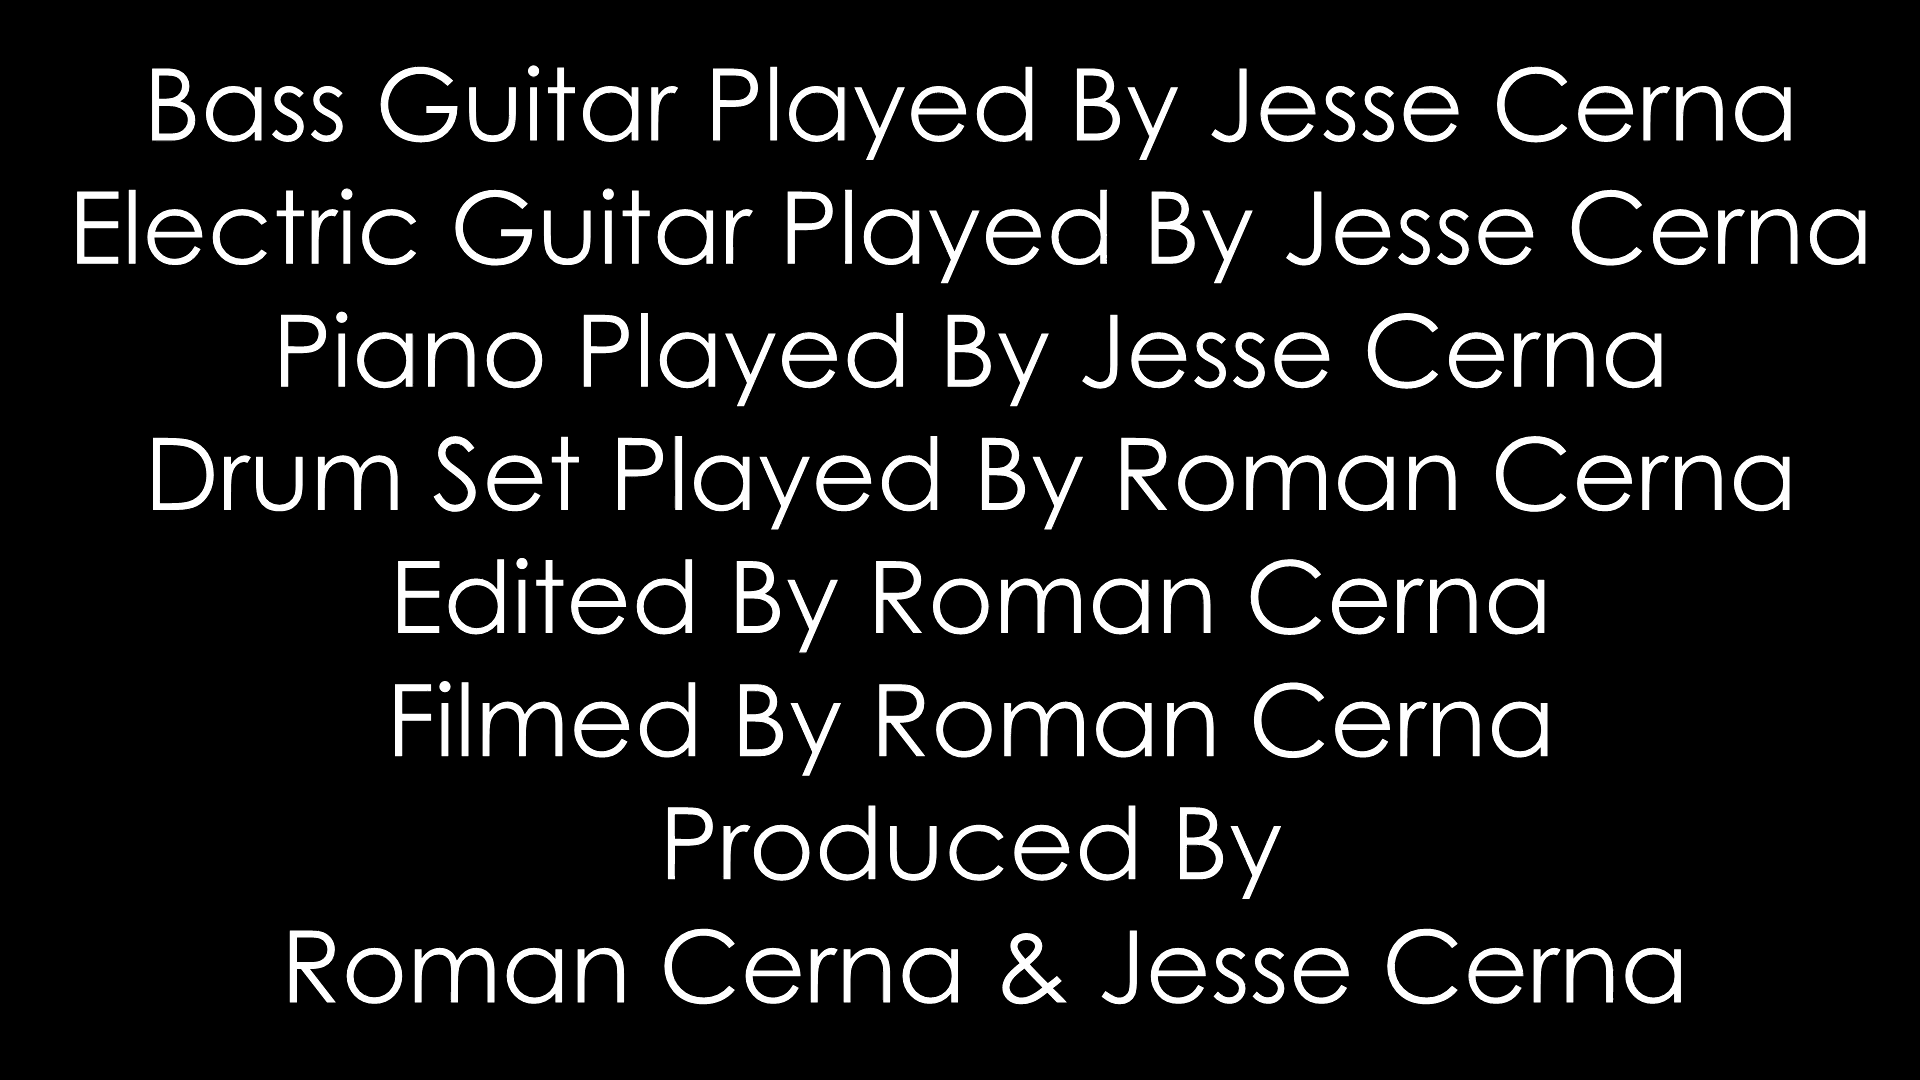 Bass Guitar Played By Jesse Cerna
Electric Guitar Played By Jesse Cerna
Piano Played By Jesse Cerna
Drum Set Played By Roman Cerna
Edited By Roman Cerna
Filmed By Roman Cerna
Produced By
Roman Cerna & Jesse Cerna